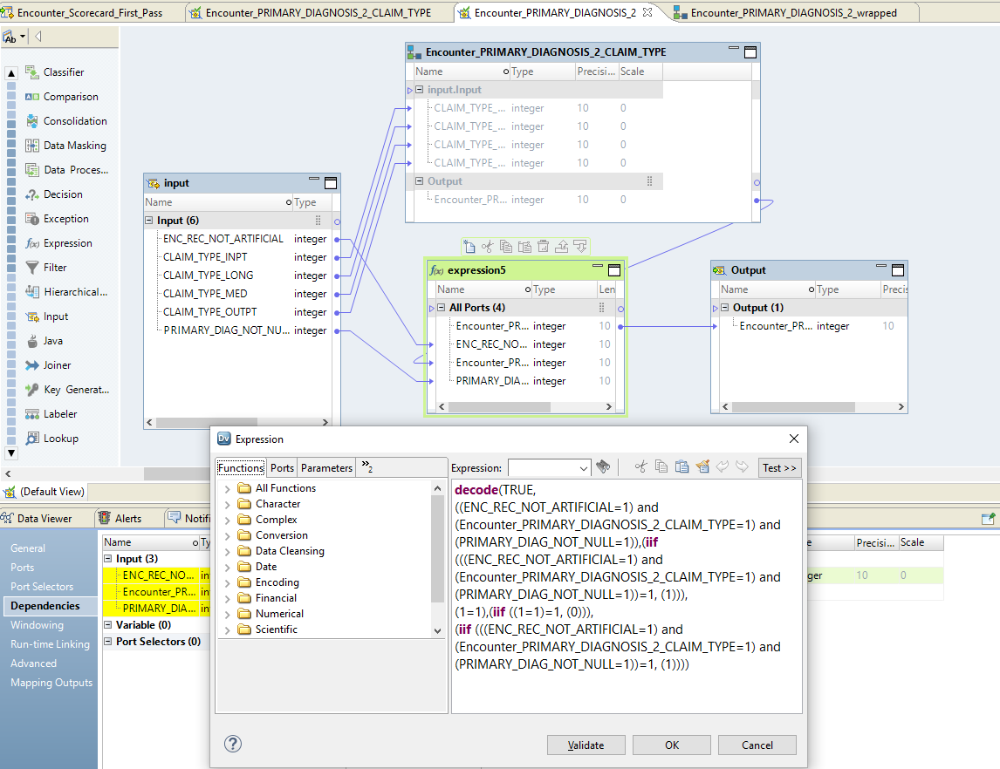 Encounter_Scorecard_First_Pass
Encounter_PRIMARY_DIAGNOSIS_2_CLAIM_TYPE
Encounter_PRIMARY_DIAGNOSIS_2
Encounter_PRIMARY_DIAGNOSIS_2_wrapped
Ab
Classifier
Comparison
Consolidation
Data Masking
Data Proces...
Decision
Exception
f(x) Expression
Filter
Hierarchical...
Input
Java
Joiner
Key Generat...
Labeler
Lookup
(Default View)
input
Name Type
Input (6)
ENC_REC_NOT_ARTIFICIAL integer
CLAIM_TYPE_INPT integer
CLAIM_TYPE_LONG integer
CLAIM_TYPE_MED integer
CLAIM_TYPE_OUTPT integer
PRIMARY_DIAG_NOT_NU... integer
Encounter_PRIMARY_DIAGNOSIS_2_CLAIM_TYPE
Name Type Precisi... Scale
input.Input
CLAIM_TYPE_... integer 10 0
CLAIM_TYPE_... integer 10 0
CLAIM_TYPE_... integer 10 0
CLAIM_TYPE_... integer 10 0
Output
Encounter_PR... integer 10 0
f(x) expression5
Name Type Len
All Ports (4)
Encounter_PR... integer 10
ENC_REC_NO... integer 10
Encounter_PR... integer 10
PRIMARY_DIA... integer 10
Output
Name Type Precis
Output (1)
Encounter_PR... integer 10
Data Viewer
Alerts
Notifi
General
Ports
Port Selectors
Dependencies
Windowing
Run-time Linking
Advanced
Mapping Outputs
Name Ty
Input (3)
ENC_REC_NO... int
Encounter_PR... int
PRIMARY_DIA... int
Variable (0)
Port Selectors (0)
e Precisi... Scale
ger 10 0
Dv Expression
Functions Ports Parameters »2
All Functions
Character
Complex
Conversion
Data Cleansing
Date
Encoding
Financial
Numerical
Scientific
Expression:
Test >>
decode(TRUE,
((ENC_REC_NOT_ARTIFICIAL=1) and
(Encounter_PRIMARY_DIAGNOSIS_2_CLAIM_TYPE=1) and
(PRIMARY_DIAG_NOT_NULL=1)),(iif
(((ENC_REC_NOT_ARTIFICIAL=1) and
(Encounter_PRIMARY_DIAGNOSIS_2_CLAIM_TYPE=1) and
(PRIMARY_DIAG_NOT_NULL=1))=1, (1))),
(1=1),(iif ((1=1)=1, (0))),
(iif (((ENC_REC_NOT_ARTIFICIAL=1) and
(Encounter_PRIMARY_DIAGNOSIS_2_CLAIM_TYPE=1) and
(PRIMARY_DIAG_NOT_NULL=1))=1, (1))))
?
Validate
OK
Cancel